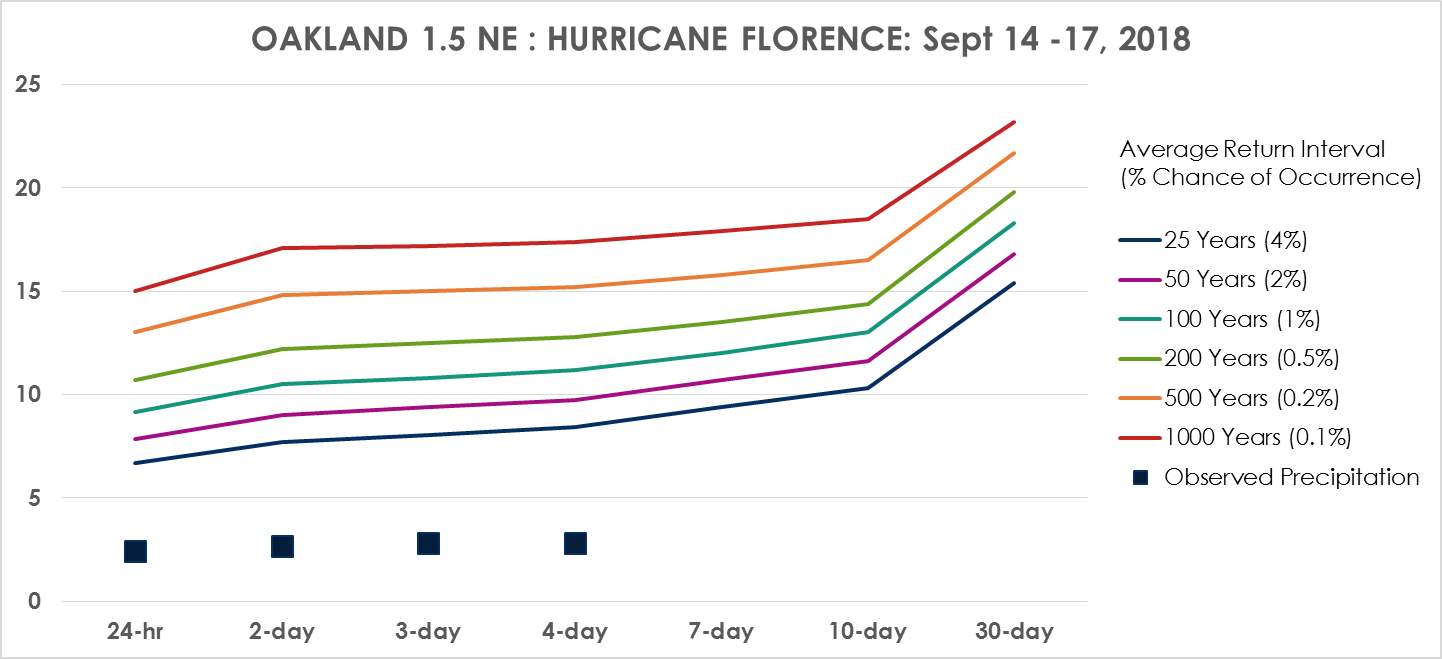 OAKLAND 1.5 NE : HURRICANE FLORENCE: Sept 14 -17, 2018
25
20
15
10
5
0
24-hr
2-day
3-day
4-day
7-day
10-day
30-day
Average Return Interval
(% Chance of Occurrence)
25 Years (4%)
50 Years (2%)
100 Years (1%)
200 Years (0.5%)
500 Years (0.2%)
1000 Years (0.1%)
Observed Precipitation